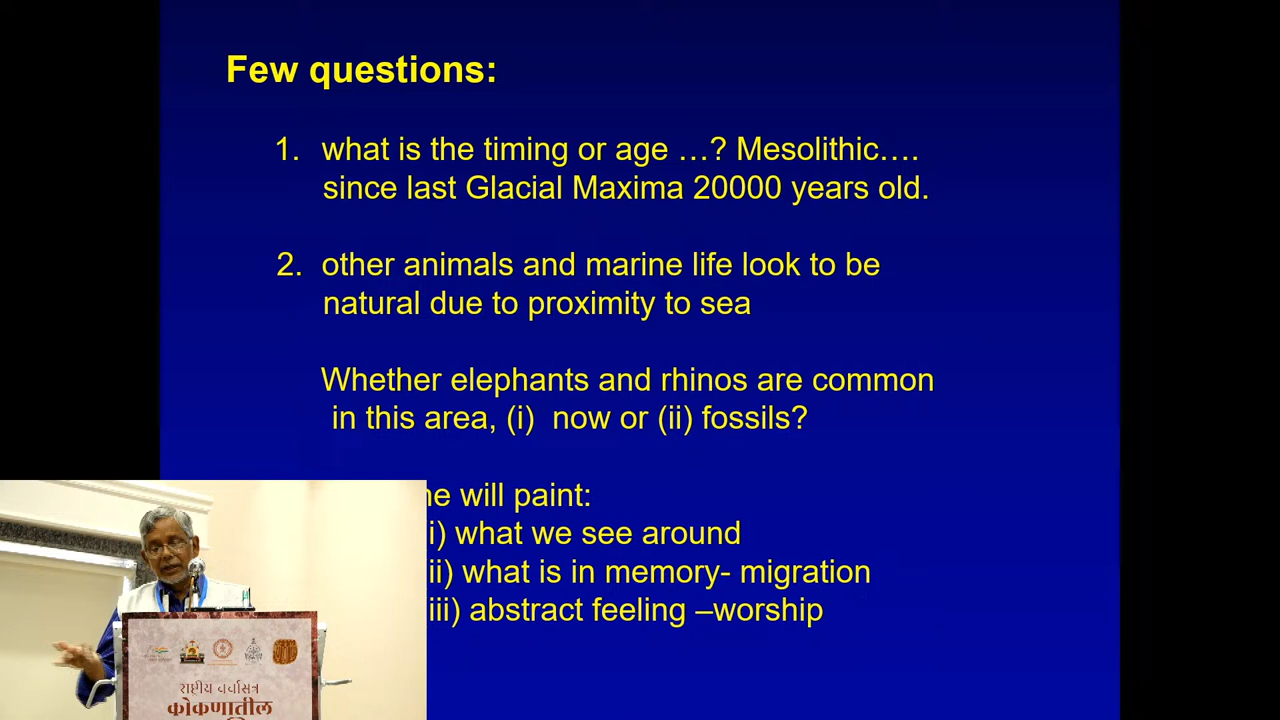 Few questions:
1. what is the timing or age …? Mesolithic….
since last Glacial Maxima 20000 years old.
2. other animals and marine life look to be
natural due to proximity to sea
Whether elephants and rhinos are common
in this area, (i) now or (ii) fossils?
will paint:
i) what we see around
ii) what is in memory- migration
iii) abstract feeling –worship
राष्ट्रीय चर्चासत्र
कोकणातील